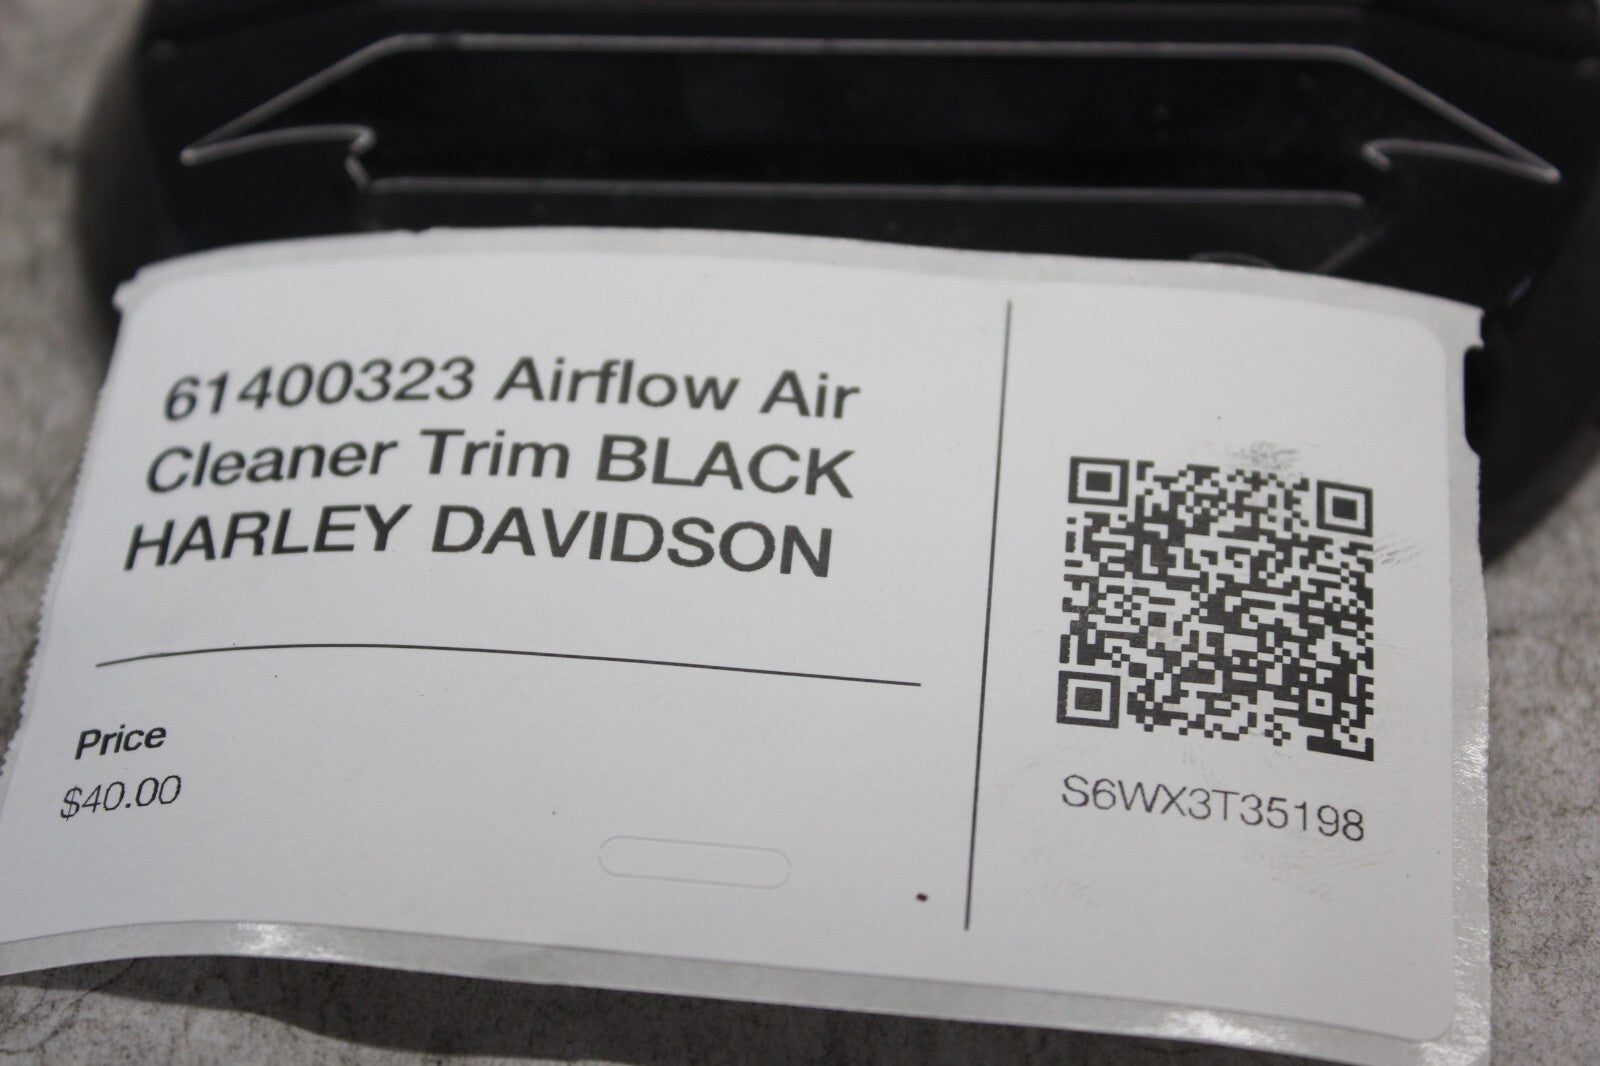 61400323 Airflow Air
Cleaner Trim BLACK
HARLEY DAVIDSON
Price
$40.00
S6WX3T35198